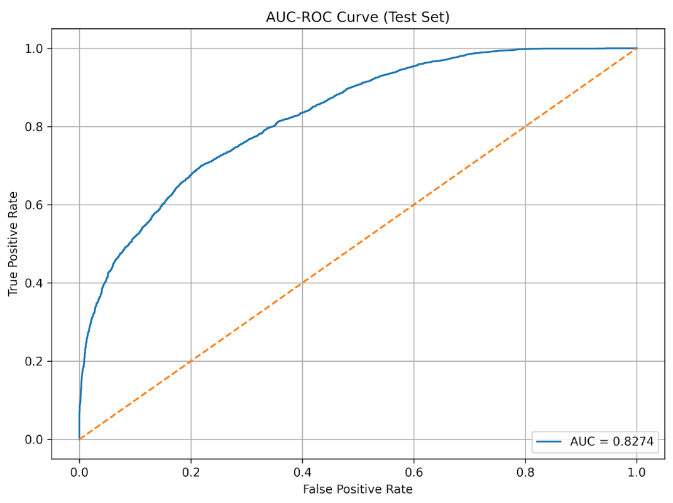 AUC-ROC Curve (Test Set)
1.0
0.8
0.6
0.4
0.2
0.0
True Positive Rate
0.0 0.2 0.4 0.6 0.8 1.0
False Positive Rate
AUC = 0.8274